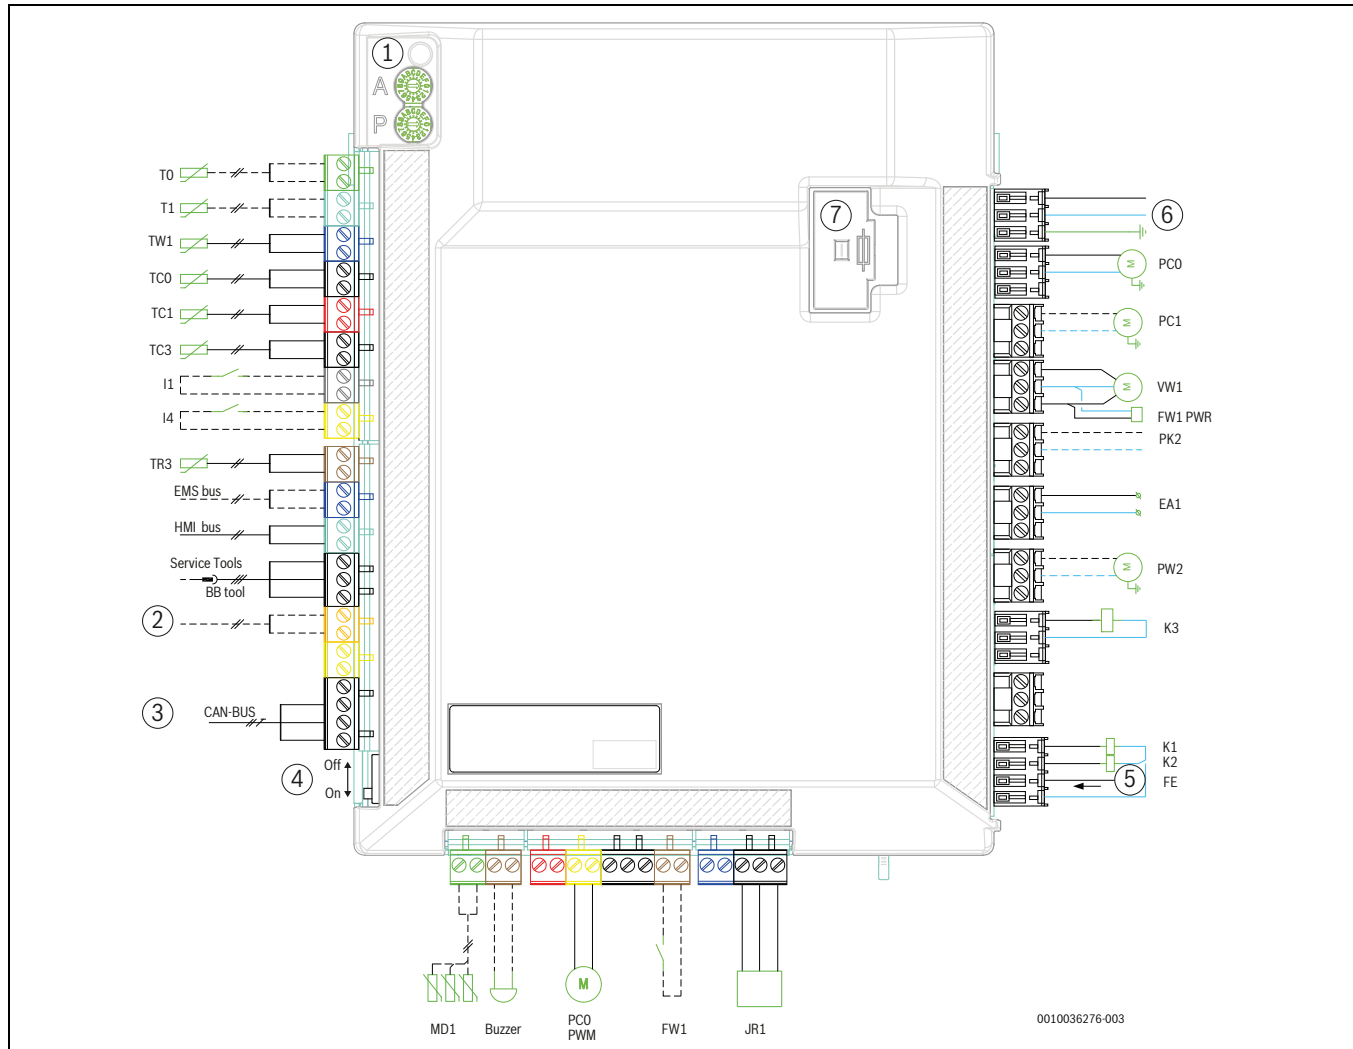 1
A
P
T0
T1
TW1
TC0
TC1
TC3
I1
I4
TR3
EMS bus
HMI bus
Service Tools
BB tool
2
3
CAN-BUS
4
Off
On
7
6
PC0
M
PC1
M
VW1
M
FW1 PWR
PK2
EA1
PW2
M
K3
K1
K2
5
FE
MD1
Buzzer
M
PC0
PWM
FW1
JR1
0010036276-003